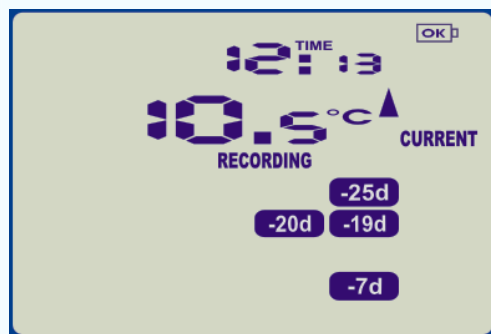 OK
TIME
12:13
10.5°C
CURRENT
RECORDING
-25d
-20d -19d
-7d